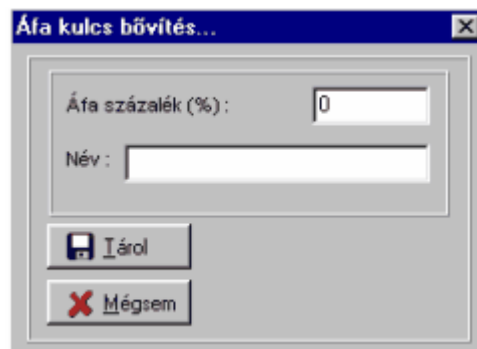 Áfa kulcs bővítés...
Áfa százalék (%) : 0
Név :
Tárol
Mégsem